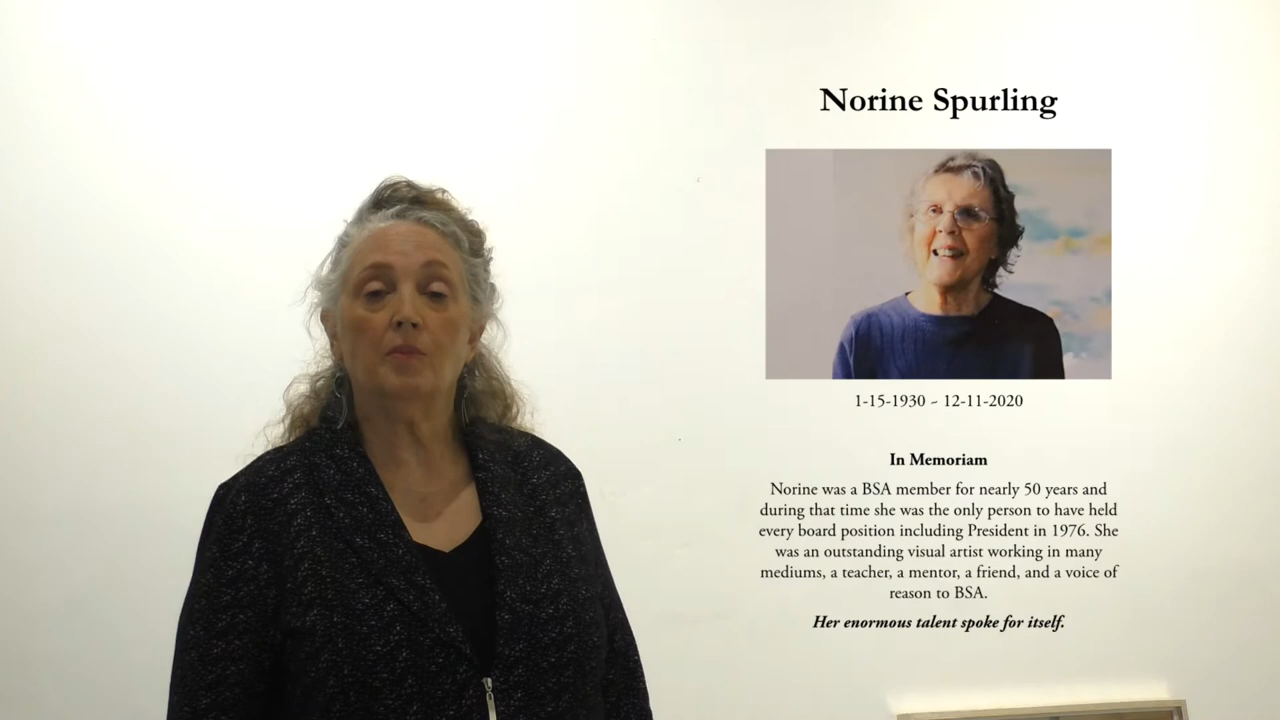 Norine Spurling
1-15-1930 ~ 12-11-2020
In Memoriam
Norine was a BSA member for nearly 50 years and
during that time she was the only person to have held
every board position including President in 1976. She
was an outstanding visual artist working in many
mediums, a teacher, a mentor, a friend, and a voice of
reason to BSA.
Her enormous talent spoke for itself.